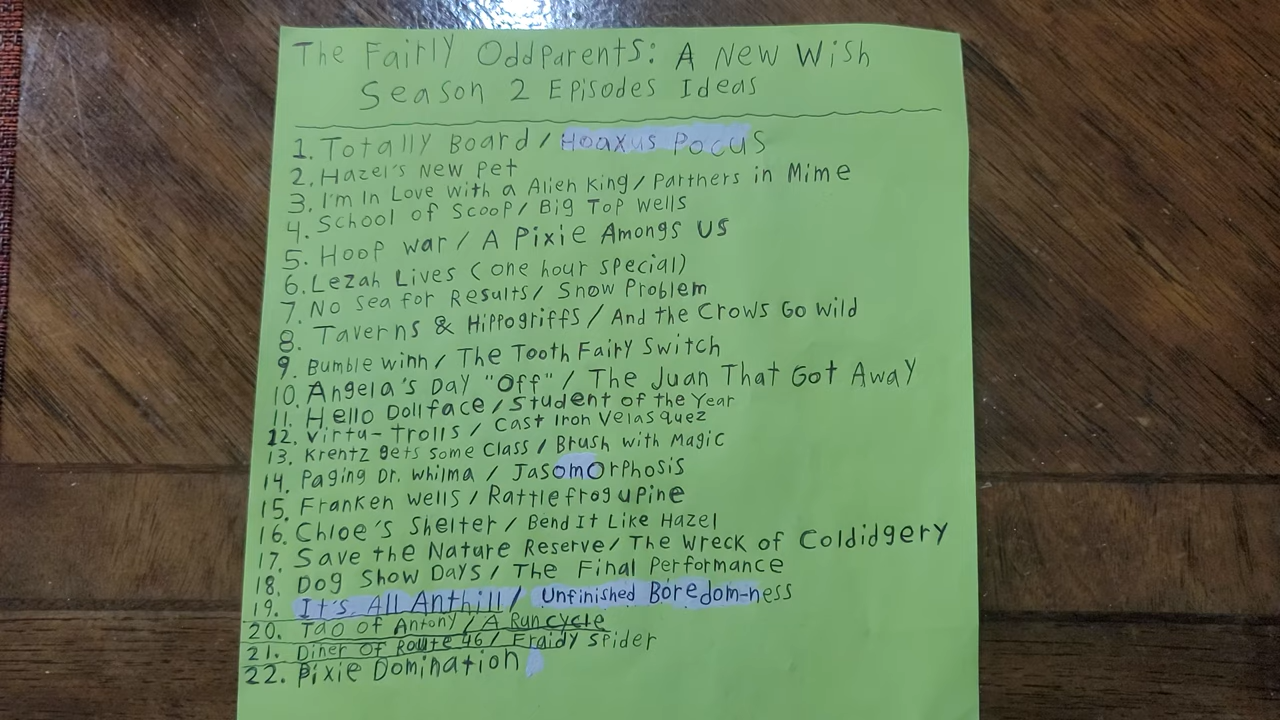 The Fairly Oddparents: A New Wish
Season 2 Episodes Ideas
1. Totally Board / Hoaxus Pocus
2. Hazel's New Pet
3. I'm In Love with a Alien King / Partners in Mime
4. School of Scoop / Big Top Wells
5. Hoop War / A Pixie Amongs Us
6. Lezah Lives (one hour special)
7. No Sea for Results / Snow Problem
8. Taverns & Hippogriffs / And the Crows Go Wild
9. Bumble winn / The Tooth Fairy Switch
10. Angela's Day "Off" / The Juan That Got Away
11. Hello Dollface / Student of the Year
12. Virtu-Trolls / Cast Iron Velasquez
13. Krentz Gets Some Class / Brush with Magic
14. Paging Dr. Whilma / Jasomorphosis
15. Franken Wells / Rattlefrogupine
16. Chloe's Shelter / Bend It Like Hazel
17. Save the Nature Reserve / The Wreck of Coldidgery
18. Dog Show Days / The Final Performance
19. It's All Anthill / Unfinished Boredom-ness
20. Tao of Antony / A Runcycle
21. Diner Of Route 46 / Fraidy Spider
22. Pixie Domination